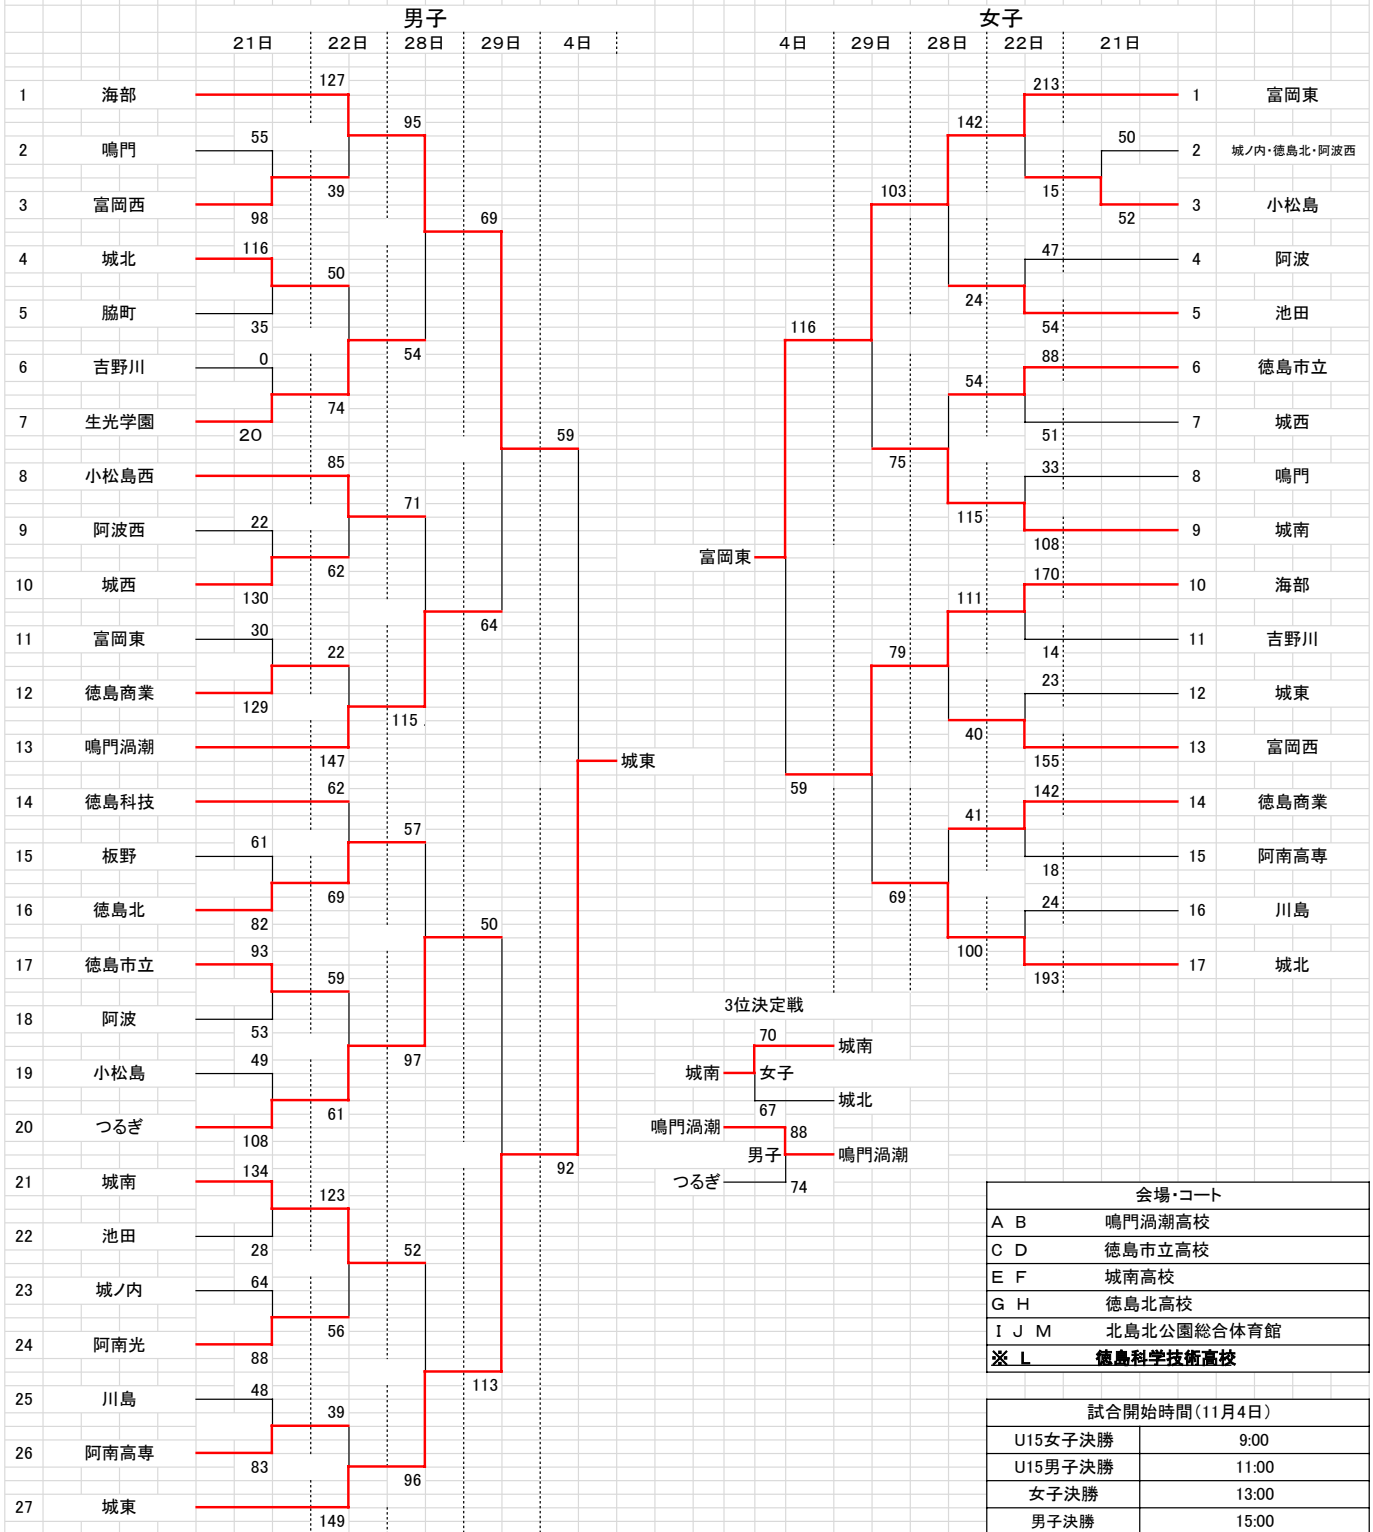 男子
女子
21日 22日 28日 29日 4日
4日 29日 28日 22日 21日
127
213
1 海部
1 富岡東
95
142
55
50
2 鳴門
2 城ノ内・徳島北・阿波西
39
103
15
3 富岡西
3 小松島
98
69
52
116
47
4 城北
4 阿波
50
24
5 脇町
5 池田
35
116
54
0
54
88
6 吉野川
6 徳島市立
54
74
7 生光学園
7 城西
20
59
51
85
75
33
8 小松島西
8 鳴門
71
115
22
9 阿波西
9 城南
108
富岡東
62
170
10 城西
10 海部
130
111
30
64
11 富岡東
11 吉野川
22
79
14
23
12 徳島商業
12 城東
129
115
40
13 鳴門渦潮
13 富岡西
147
城東
155
62
59
142
14 徳島科技
14 徳島商業
57
41
61
15 板野
15 阿南高専
18
69
69
24
16 徳島北
16 川島
82
50
93
100
17 徳島市立
17 城北
59
193
3位決定戦
18 阿波
53
70
城南
49
97
19 小松島
城南 女子
城北
61
67
20 つるぎ
鳴門渦潮
88
108
男子 鳴門渦潮
134
92
つるぎ
74
21 城南
123
会場・コート
A B 鳴門渦潮高校
22 池田
C D 徳島市立高校
28
52
E F 城南高校
64
23 城ノ内
G H 徳島北高校
56
I J M 北島北公園総合体育館
24 阿南光
88
※ L 徳島科学技術高校
113
48
25 川島
39
試合開始時間(11月4日)
U15女子決勝 9:00
26 阿南高専
83
U15男子決勝 11:00
96
女子決勝 13:00
27 城東
149
男子決勝 15:00